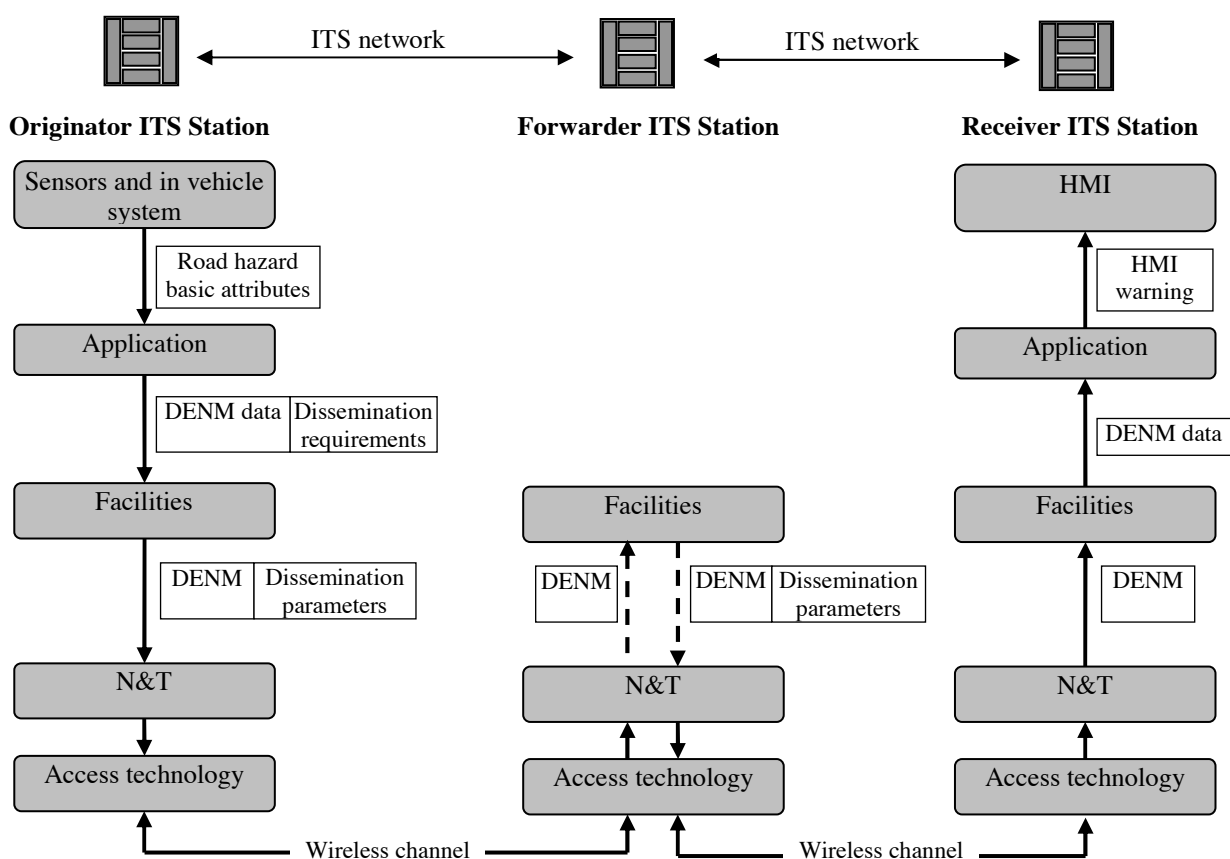 ITS network
ITS network
Originator ITS Station
Forwarder ITS Station
Receiver ITS Station
Sensors and in vehicle
system
HMI
Road hazard
basic attributes
HMI
warning
Application
Application
DENM data
Dissemination
requirements
DENM data
Facilities
Facilities
Facilities
DENM
Dissemination
parameters
DENM
DENM
Dissemination
parameters
DENM
N&T
N&T
N&T
Access technology
Access technology
Access technology
Wireless channel
Wireless channel